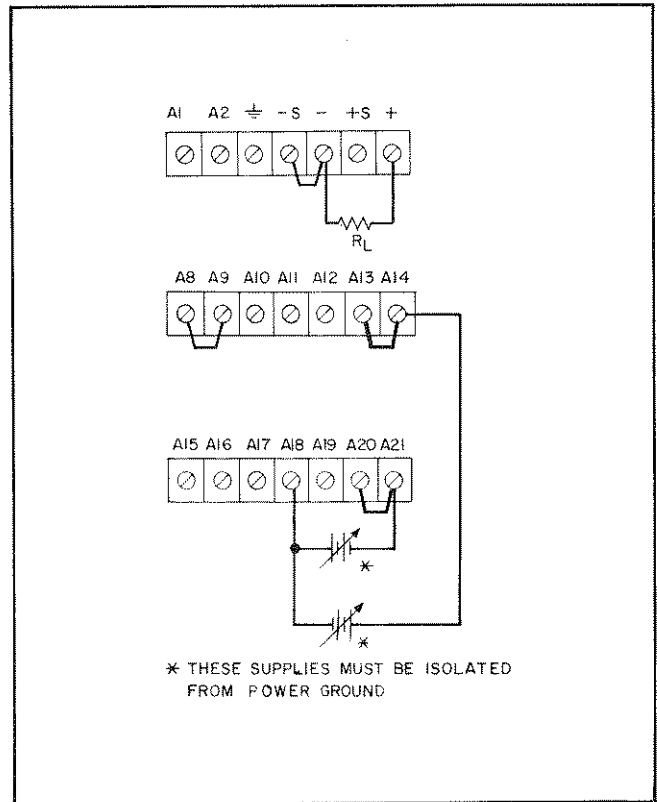 A1 A2 ⏚ -S - +S +
R_L
A8 A9 A10 A11 A12 A13 A14
A15 A16 A17 A18 A19 A20 A21
*
*
* THESE SUPPLIES MUST BE ISOLATED
FROM POWER GROUND